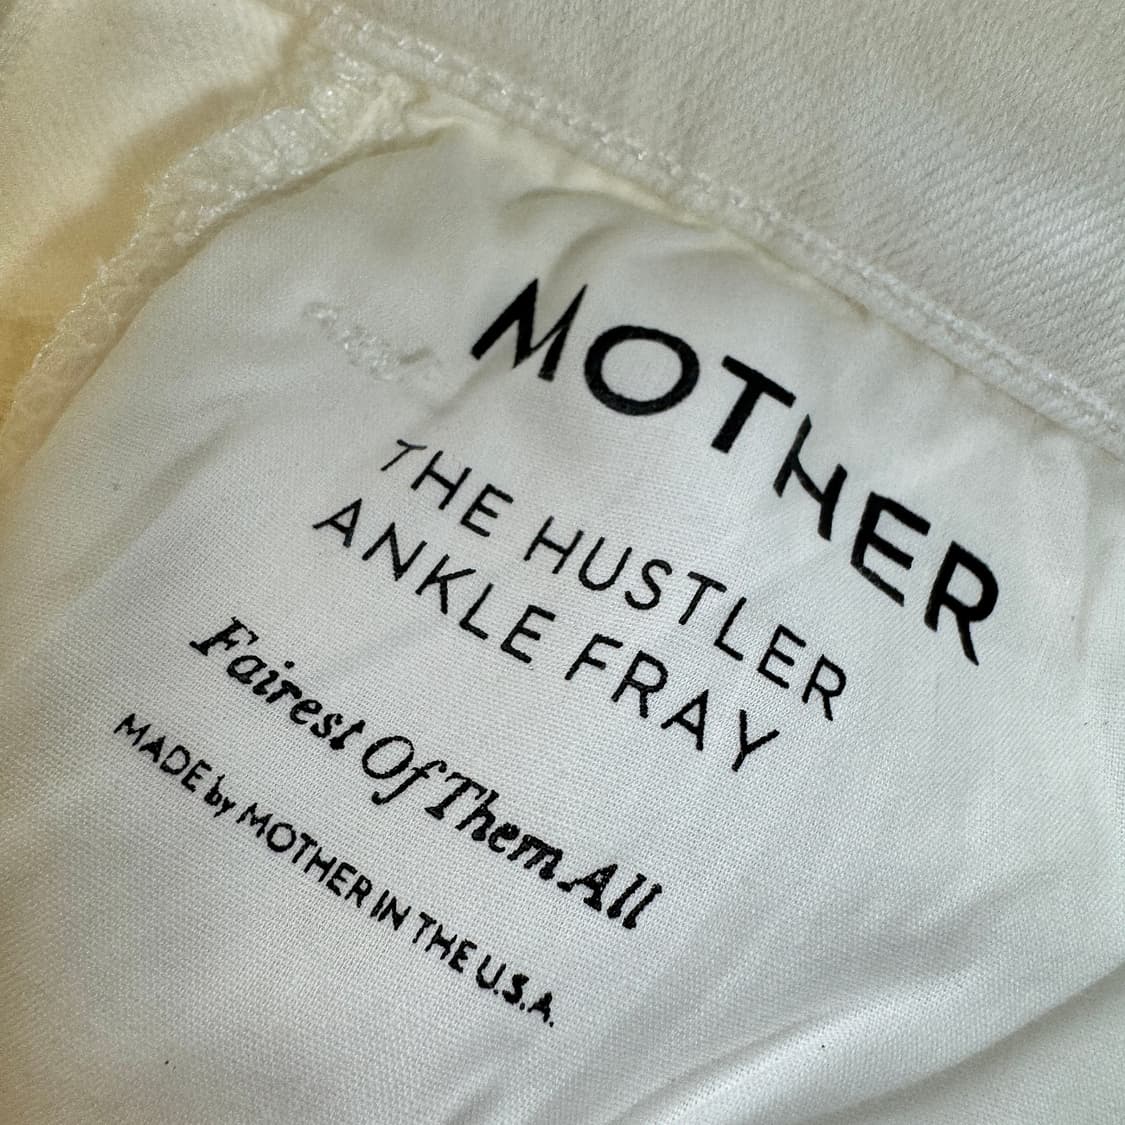 MOTHER
THE HUSTLER
ANKLE FRAY
Fairest Of Them All
MADE by MOTHER IN THE U.S.A.